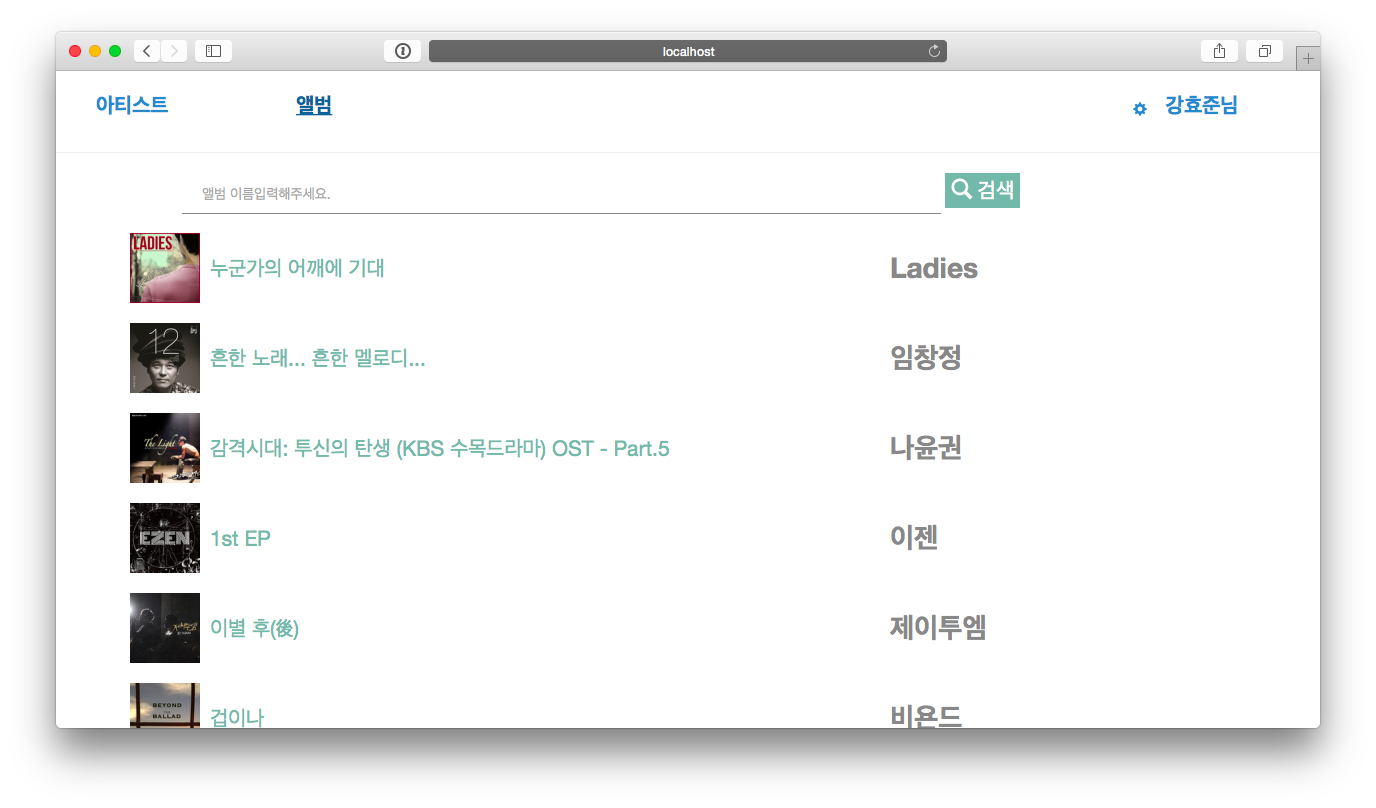 localhost
아티스트
앨범
강효준님
앨범 이름입력해주세요.
검색
LADIES
누군가의 어깨에 기대
Ladies
12
흔한 노래... 흔한 멜로디...
임창정
The Light
감격시대: 투신의 탄생 (KBS 수목드라마) OST - Part.5
나윤권
EZEN
1st EP
이젠
이별 후(後)
제이투엠
BEYOND
BALLAD
겁이나
비욘드